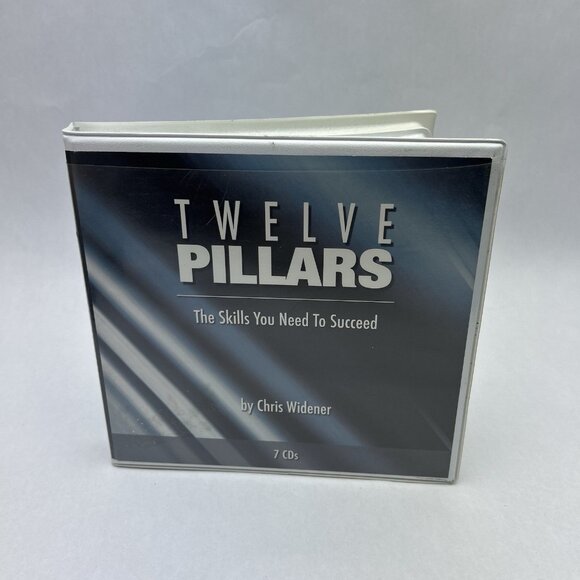 TWELVE
PILLARS
The Skills You Need To Succeed
by Chris Widener
7 CDs